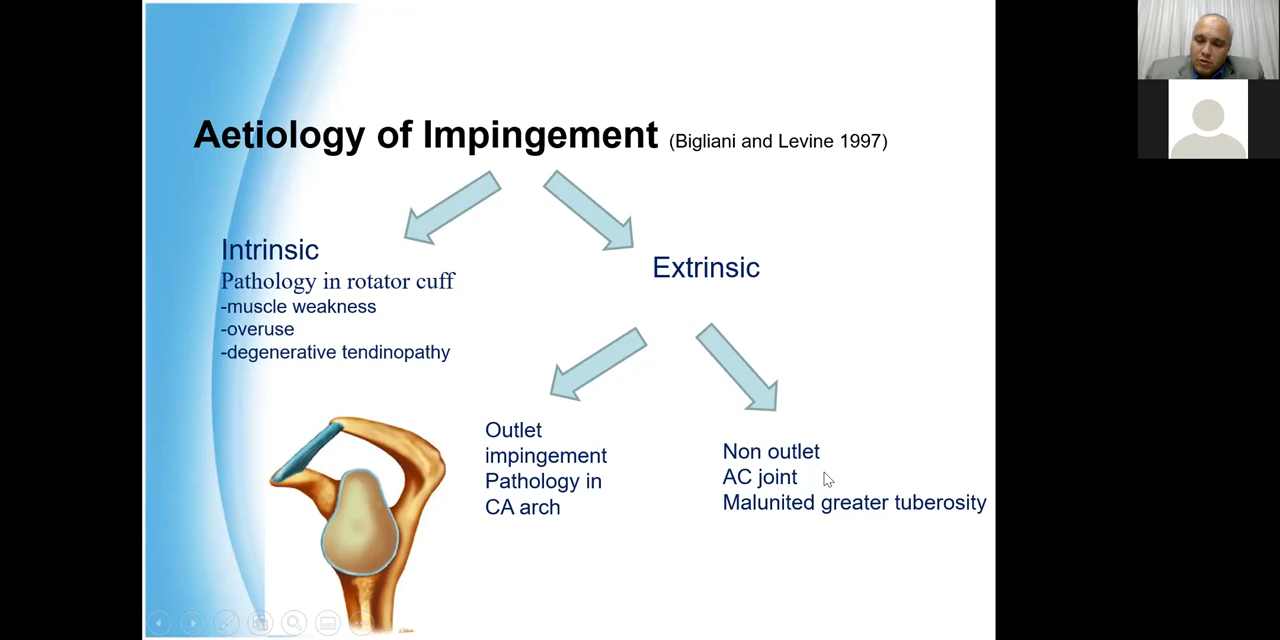 Aetiology of Impingement (Bigliani and Levine 1997)
Intrinsic
Pathology in rotator cuff
-muscle weakness
-overuse
-degenerative tendinopathy
Extrinsic
Outlet
impingement
Pathology in
CA arch
Non outlet
AC joint
Malunited greater tuberosity